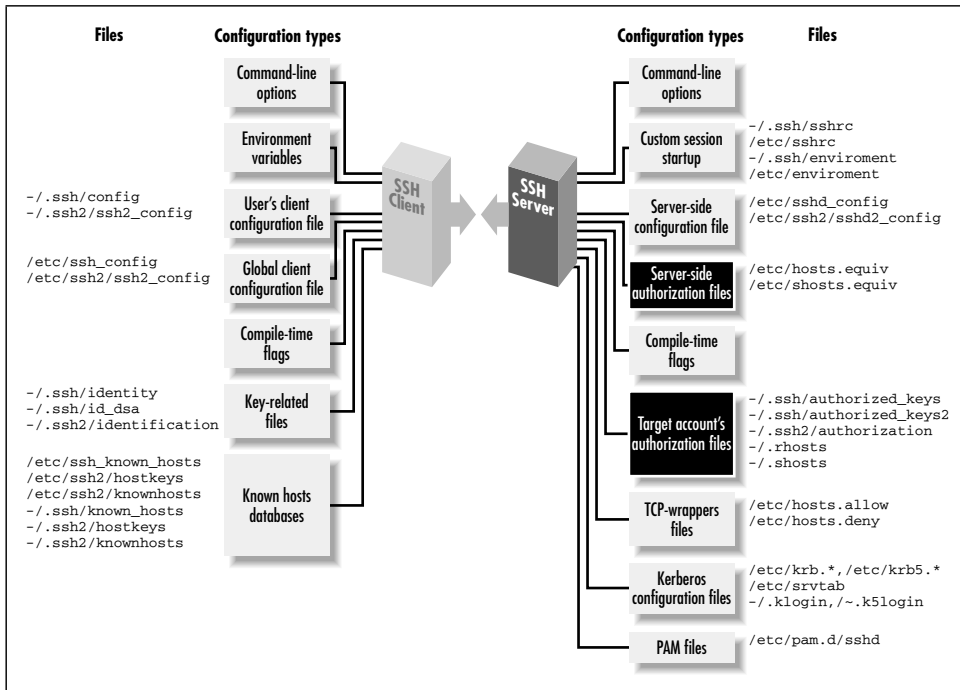 Files
Configuration types
Command-line
options
Environment
variables
~/.ssh/config
~/.ssh2/ssh2_config
User's client
configuration file
/etc/ssh_config
/etc/ssh2/ssh2_config
Global client
configuration file
Compile-time
flags
~/.ssh/identity
~/.ssh/id_dsa
~/.ssh2/identification
Key-related
files
/etc/ssh_known_hosts
/etc/ssh2/hostkeys
/etc/ssh2/knownhosts
~/.ssh/known_hosts
~/.ssh2/hostkeys
~/.ssh2/knownhosts
Known hosts
databases
SSH
Client
SSH
Server
Configuration types
Files
Command-line
options
Custom session
startup
~/.ssh/sshrc
/etc/sshrc
~/.ssh/enviroment
/etc/enviroment
Server-side
configuration file
/etc/sshd_config
/etc/ssh2/sshd2_config
Server-side
authorization files
/etc/hosts.equiv
/etc/shosts.equiv
Compile-time
flags
Target account's
authorization files
~/.ssh/authorized_keys
~/.ssh/authorized_keys2
~/.ssh2/authorization
~/.rhosts
~/.shosts
TCP-wrappers
files
/etc/hosts.allow
/etc/hosts.deny
Kerberos
configuration files
/etc/krb.*,/etc/krb5.*
/etc/srvtab
~/.klogin,/~.k5login
PAM files
/etc/pam.d/sshd